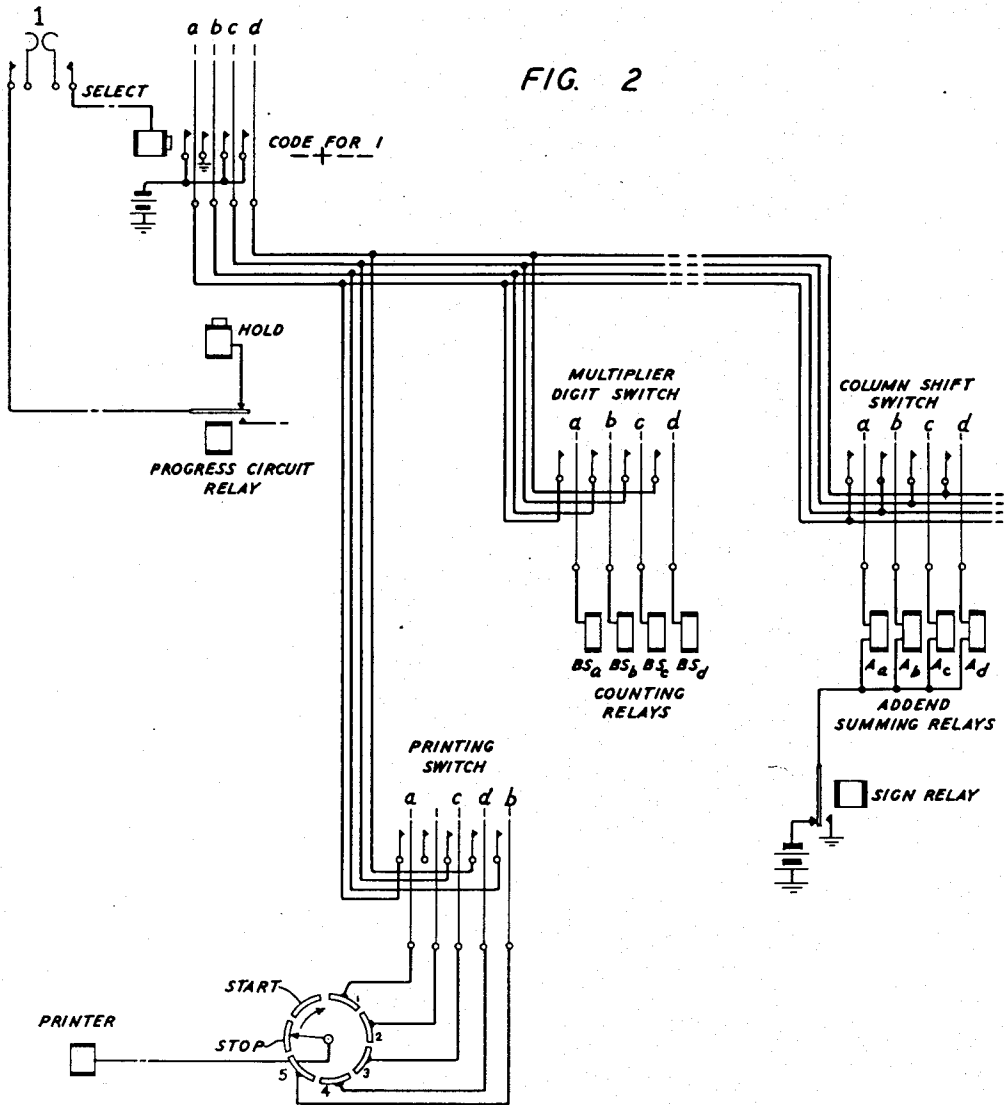 1
a b c d
FIG. 2
SELECT
CODE FOR 1
— + — —
HOLD
PROGRESS CIRCUIT
RELAY
MULTIPLIER
DIGIT SWITCH
a b c d
COLUMN SHIFT
SWITCH
a b c d
BSa BSb BSc BSd
COUNTING
RELAYS
Aa Ab Ac Ad
ADDEND
SUMMING RELAYS
PRINTING
SWITCH
a c d b
SIGN RELAY
START
STOP
PRINTER
1
2
3
4
5